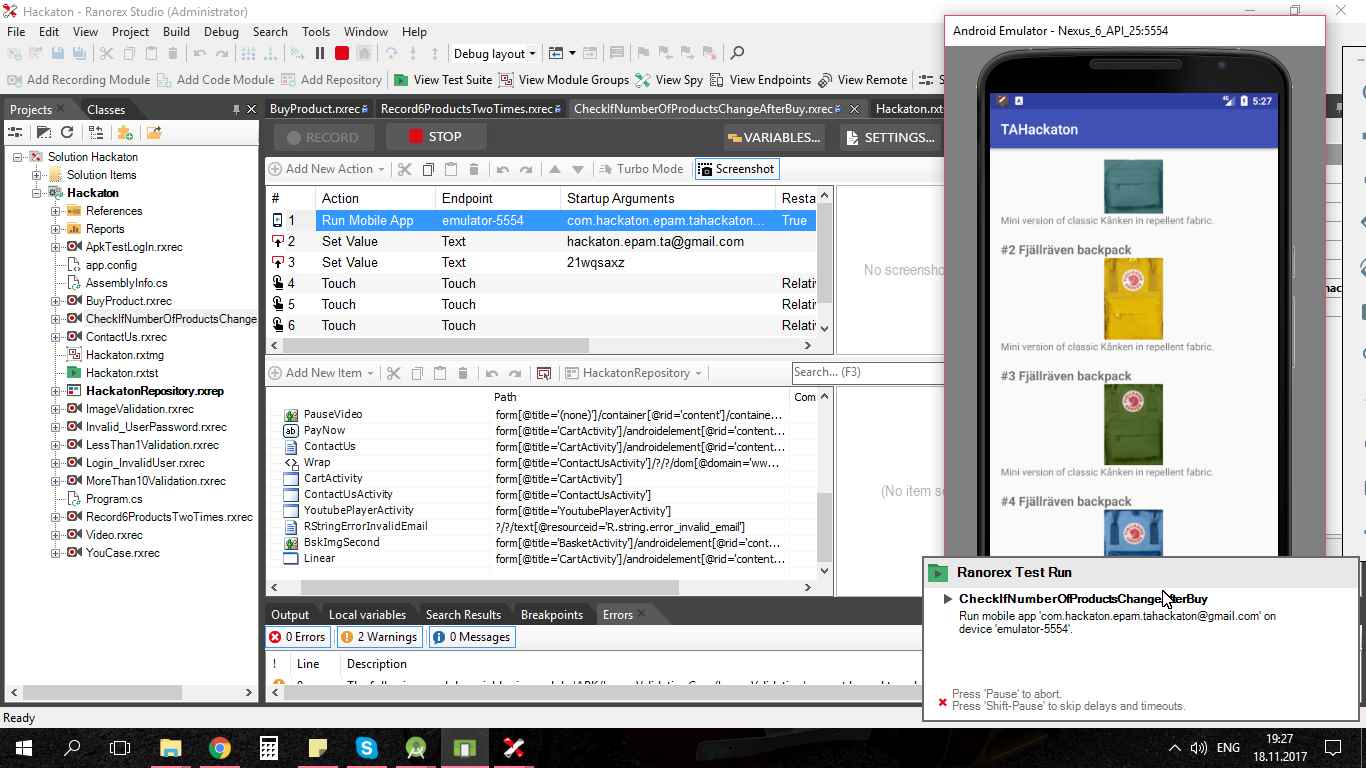 Hackaton - Ranorex Studio (Administrator)
File Edit View Project Build Debug Search Tools Window Help
Debug layout
Add Recording Module Add Code Module Add Repository View Test Suite View Module Groups View Spy View Endpoints View Remote S
Projects Classes
BuyProduct.rxrec Record6ProductsTwoTimes.rxrec CheckIfNumberOfProductsChangeAfterBuy.rxrec Hackaton.rxt
RECORD STOP VARIABLES... SETTINGS...
Add New Action Turbo Mode Screenshot
Solution Hackaton
Solution Items
Hackaton
References
Reports
ApkTestLogIn.rxrec
app.config
AssemblyInfo.cs
BuyProduct.rxrec
CheckIfNumberOfProductsChange
ContactUs.rxrec
Hackaton.rxtmg
Hackaton.rxtst
HackatonRepository.rxrep
ImageValidation.rxrec
Invalid_UserPassword.rxrec
LessThan1Validation.rxrec
Login_InvalidUser.rxrec
MoreThan10Validation.rxrec
Program.cs
Record6ProductsTwoTimes.rxrec
Video.rxrec
YouCase.rxrec
# Action Endpoint Startup Arguments Resta
1 Run Mobile App emulator-5554 com.hackaton.epam.tahackaton... True
2 Set Value Text hackaton.epam.ta@gmail.com
3 Set Value Text 21wqsaxz
4 Touch Touch Relati
5 Touch Touch Relati
6 Touch Touch Relati
No screensho
Add New Item HackatonRepository Search... (F3)
Path Com
PauseVideo form[@title='(none)']/container[@rid='content']/containe...
PayNow form[@title='CartActivity']/androidelement[@rid='content...
ContactUs form[@title='CartActivity']/androidelement[@rid='content...
Wrap form[@title='ContactUsActivity']/?/?/dom[@domain='ww...
CartActivity form[@title='CartActivity']
ContactUsActivity form[@title='ContactUsActivity']
YoutubePlayerActivity form[@title='YoutubePlayerActivity']
RStringErrorInvalidEmail ?/?/text[@resourceid='R.string.error_invalid_email']
BskImgSecond form[@title='BasketActivity']/androidelement[@rid='cont...
Linear form[@title='CartActivity']/androidelement[@rid='content...
(No item se
Output Local variables Search Results Breakpoints Errors
0 Errors 2 Warnings 0 Messages
! Line Description
Ready
Android Emulator - Nexus_6_API_25:5554
5:27
TAHackaton
Mini version of classic Kånken in repellent fabric.
#2 Fjällräven backpack
Mini version of classic Kånken in repellent fabric.
#3 Fjällräven backpack
Mini version of classic Kånken in repellent fabric.
#4 Fjällräven backpack
hac
Ranorex Test Run
CheckIfNumberOfProductsChangeAfterBuy
Run mobile app 'com.hackaton.epam.tahackaton@gmail.com' on
device 'emulator-5554'.
Press 'Pause' to abort.
Press 'Shift-Pause' to skip delays and timeouts.
ENG
19:27
18.11.2017